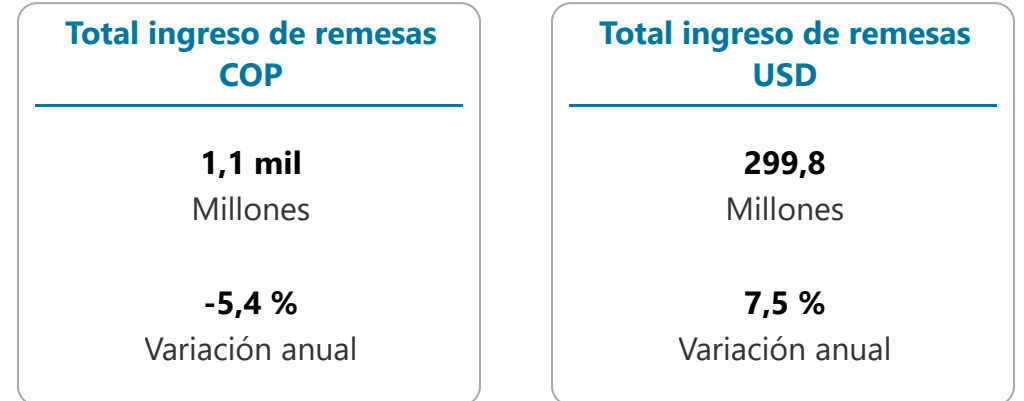 Total ingreso de remesas
COP
1,1 mil
Millones
-5,4 %
Variación anual
Total ingreso de remesas
USD
299,8
Millones
7,5 %
Variación anual